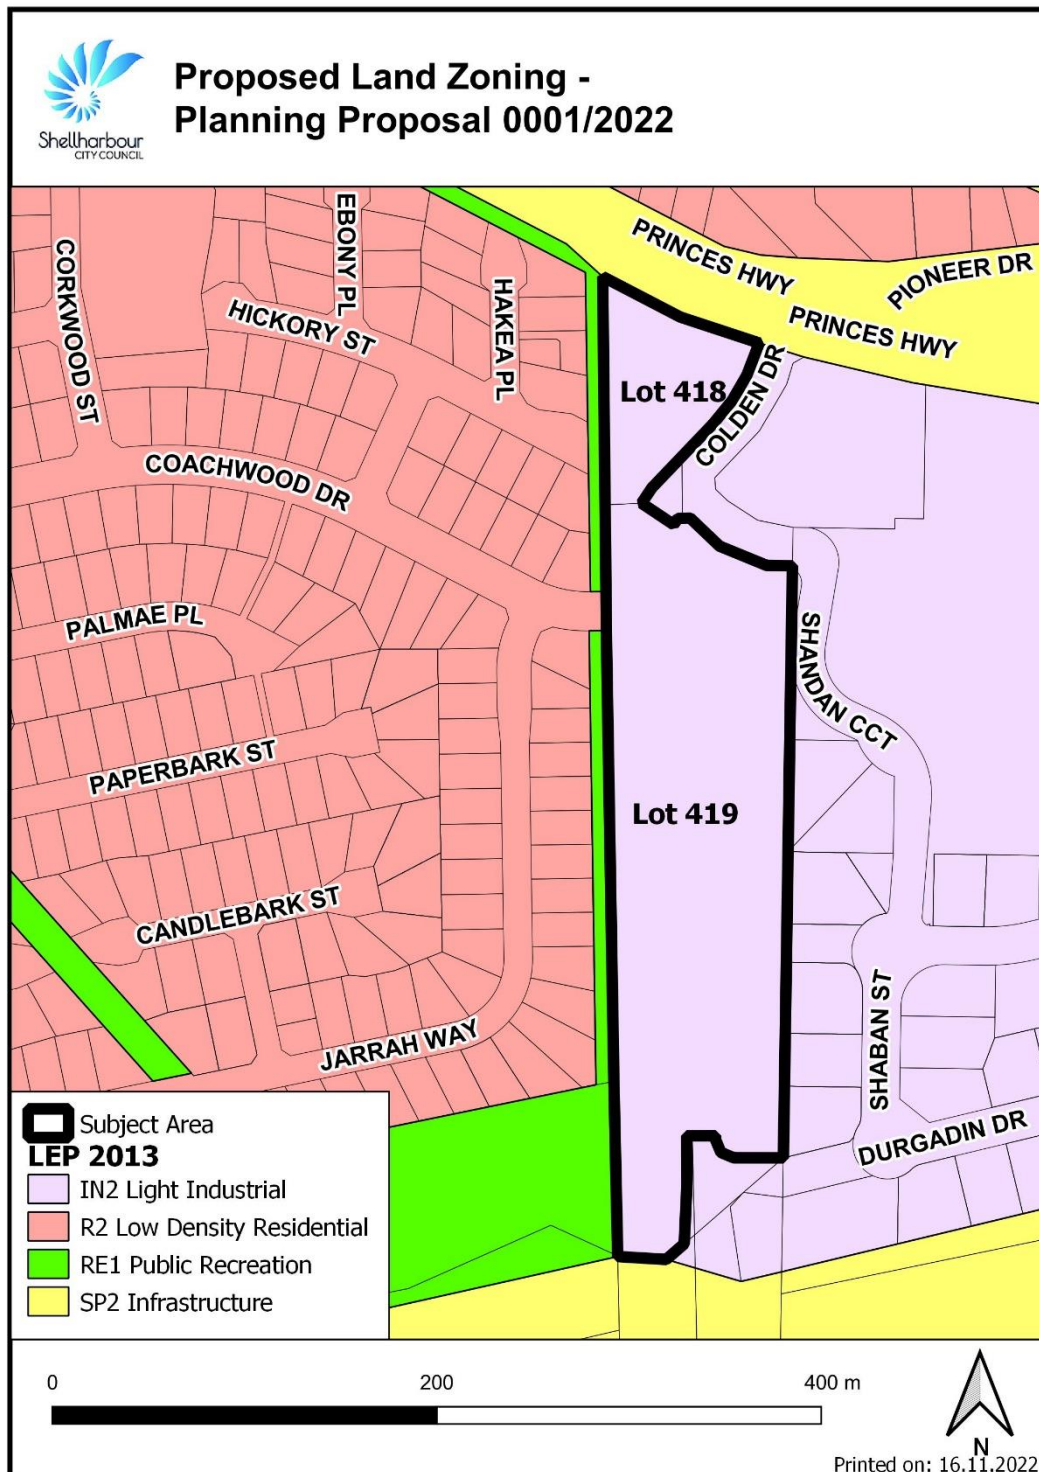 Shellharbour
CITY COUNCIL
Proposed Land Zoning -
Planning Proposal 0001/2022
CORKWOOD ST
EBONY PL
HICKORY ST
HAKEA PL
PRINCES HWY
PIONEER DR
PRINCES HWY
Lot 418
COLDEN DR
COACHWOOD DR
PALMAE PL
SHANDAN CCT
PAPERBARK ST
Lot 419
CANDLEBARK ST
JARRAH WAY
SHABAN ST
DURGADIN DR
Subject Area
LEP 2013
IN2 Light Industrial
R2 Low Density Residential
RE1 Public Recreation
SP2 Infrastructure
0 200 400 m
N
Printed on: 16.11.2022